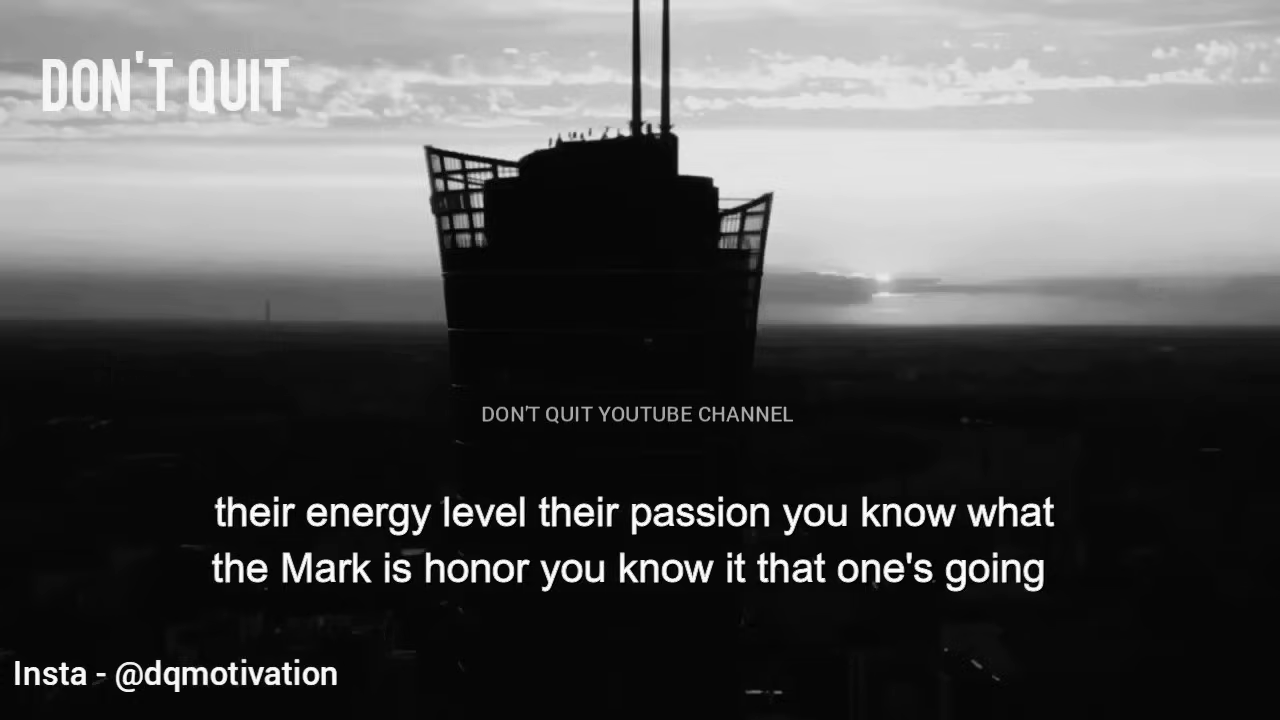 DON'T QUIT
DON'T QUIT YOUTUBE CHANNEL
their energy level their passion you know what
the Mark is honor you know it that one's going
Insta - @dqmotivation